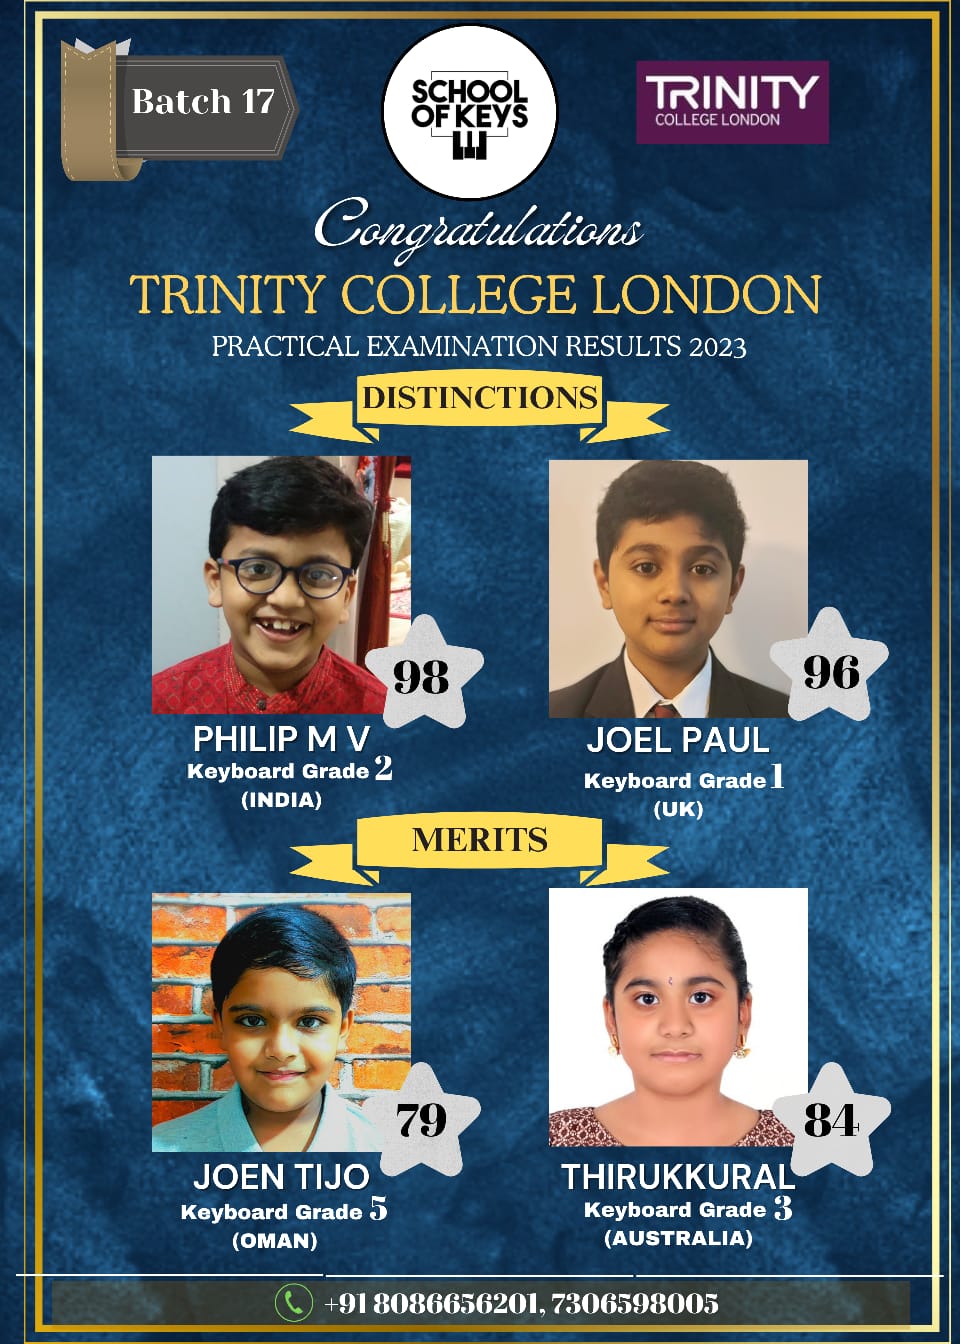 Batch 17
SCHOOL
OF KEYS
TRINITY
COLLEGE LONDON
Congratulations
TRINITY COLLEGE LONDON
PRACTICAL EXAMINATION RESULTS 2023
DISTINCTIONS
98
PHILIP M V
Keyboard Grade 2
(INDIA)
96
JOEL PAUL
Keyboard Grade 1
(UK)
MERITS
79
JOEN TIJO
Keyboard Grade 5
(OMAN)
84
THIRUKKURAL
Keyboard Grade 3
(AUSTRALIA)
+91 8086656201, 7306598005